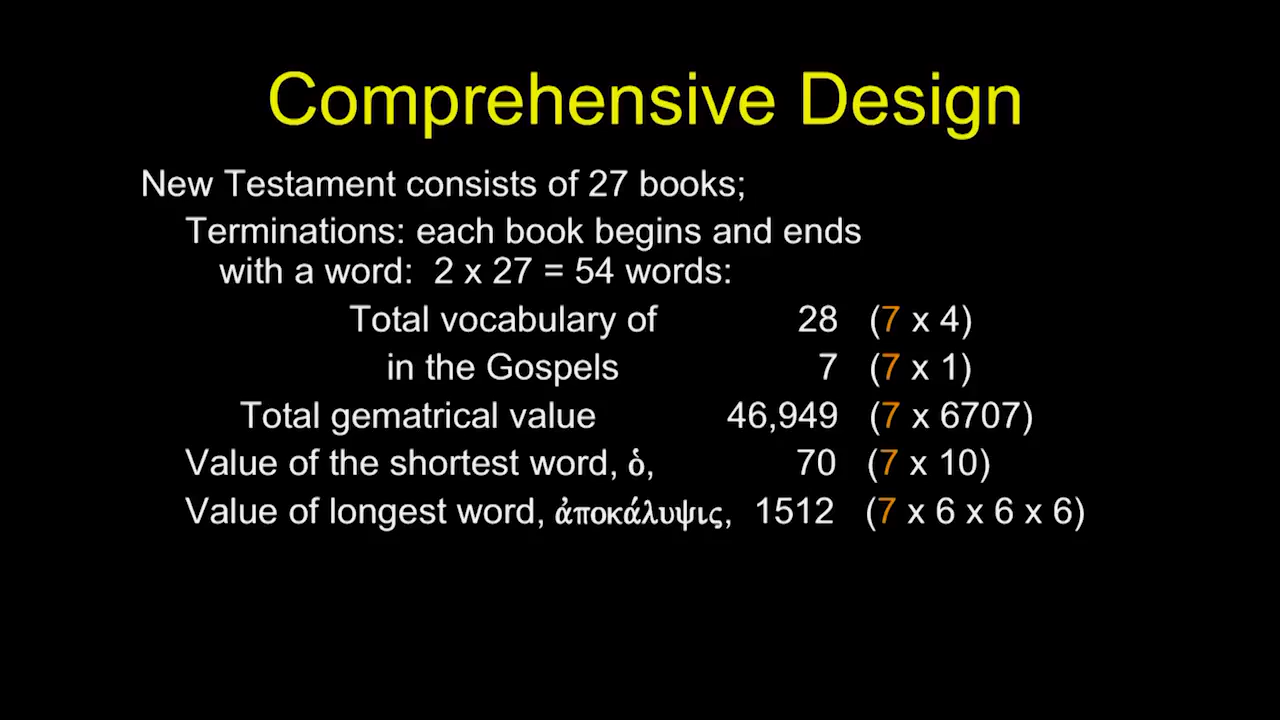 Comprehensive Design
New Testament consists of 27 books;
Terminations: each book begins and ends
with a word: 2 x 27 = 54 words:
Total vocabulary of 28 (7 x 4)
in the Gospels 7 (7 x 1)
Total gematrical value 46,949 (7 x 6707)
Value of the shortest word, ὁ, 70 (7 x 10)
Value of longest word, ἀποκάλυψις, 1512 (7 x 6 x 6 x 6)